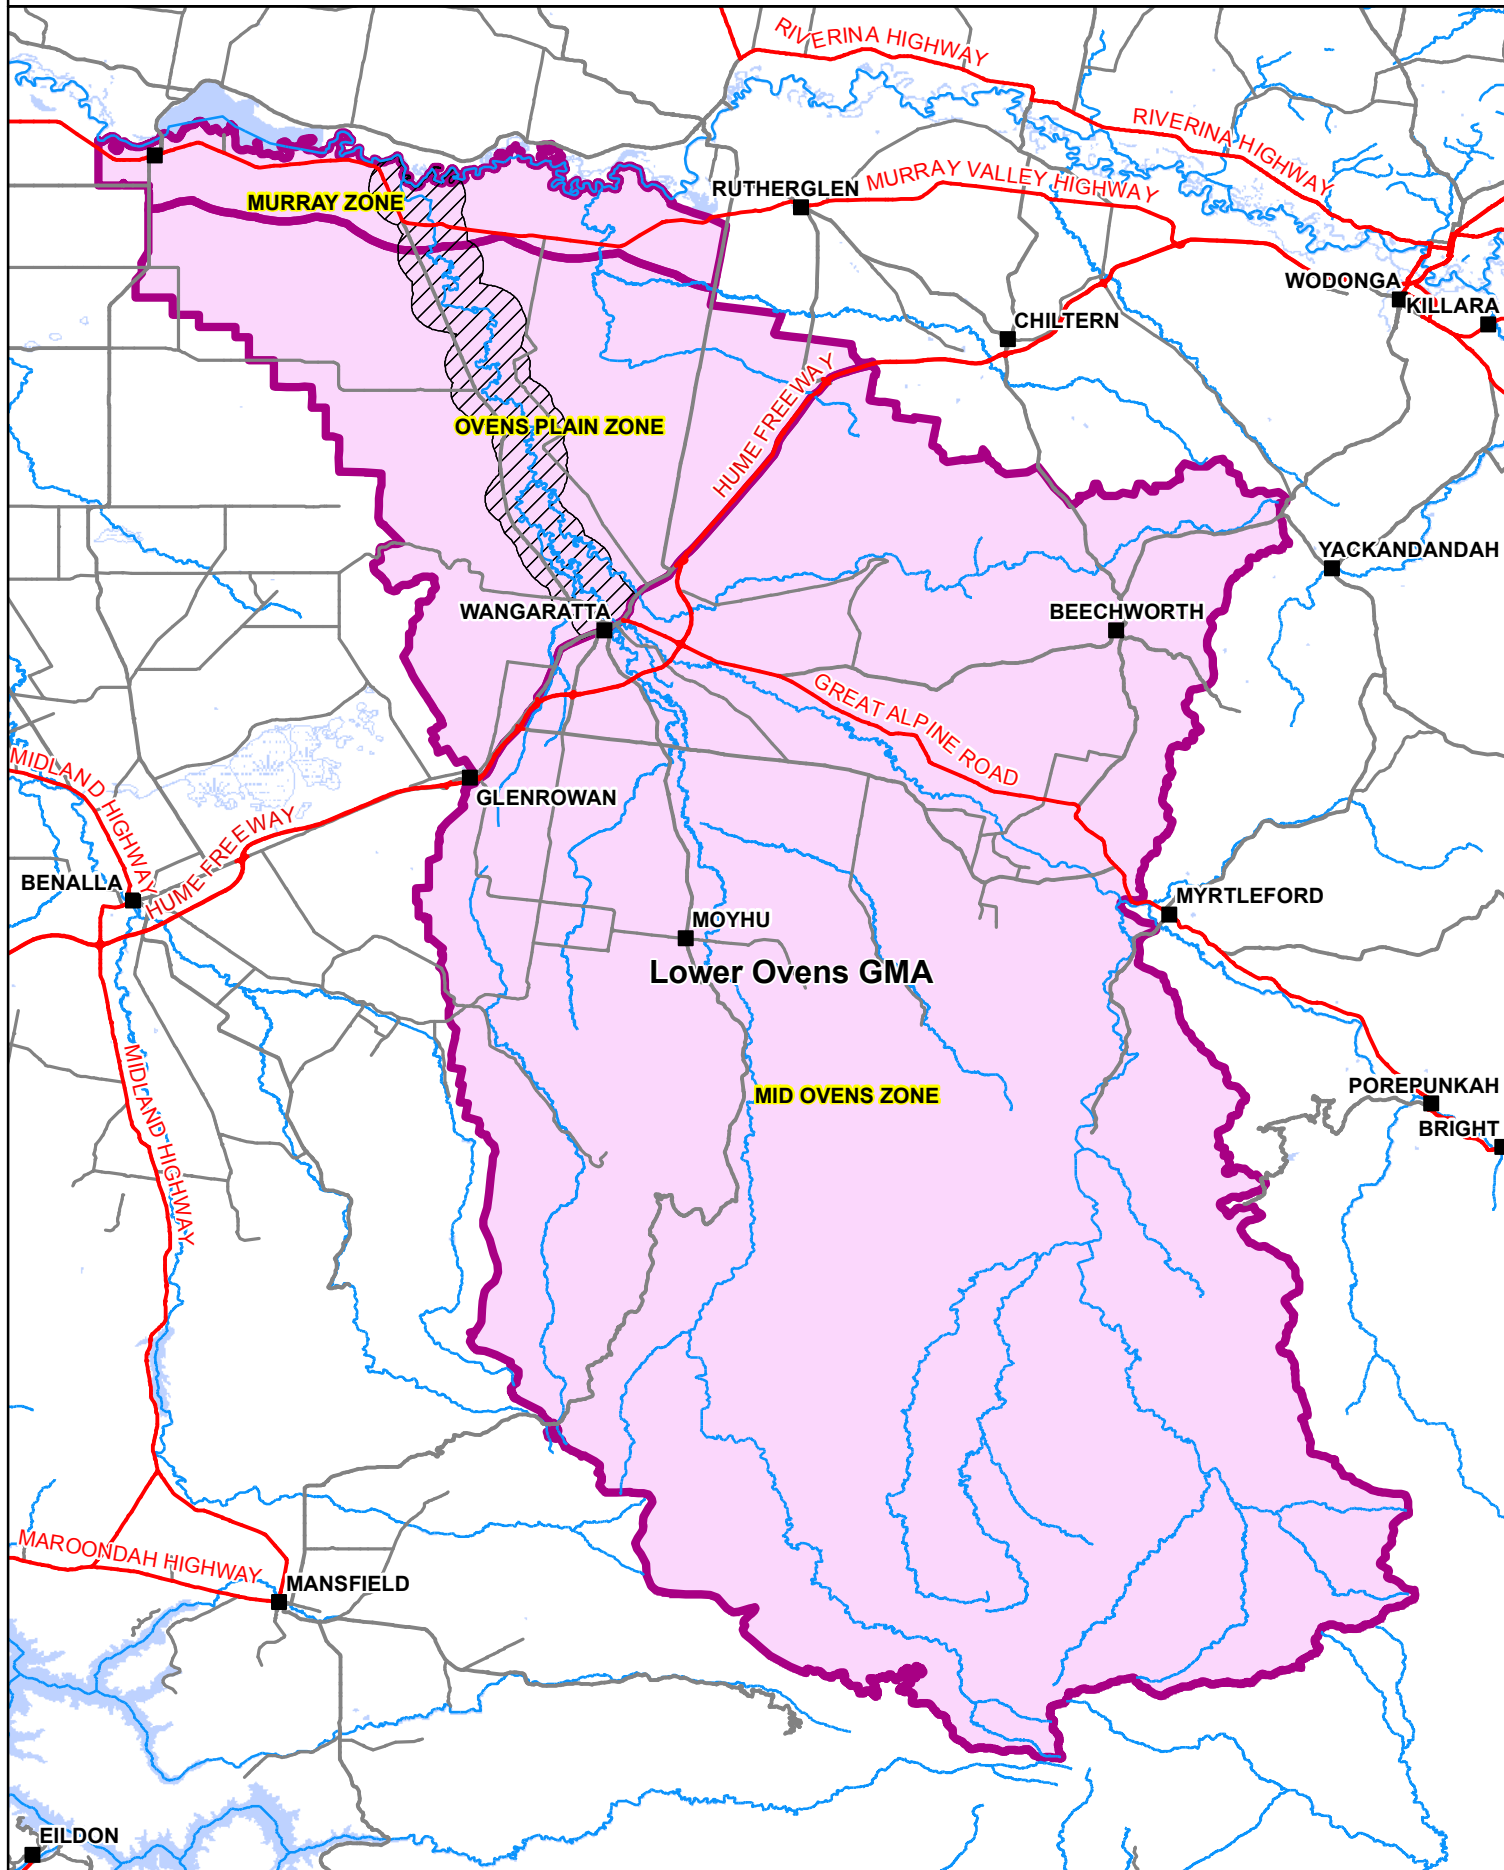 RIVERINA HIGHWAY
RIVERINA HIGHWAY
MURRAY ZONE
RUTHERGLEN
MURRAY VALLEY HIGHWAY
WODONGA
KILLARA
CHILTERN
HUME FREEWAY
OVENS PLAIN ZONE
YACKANDANDAH
WANGARATTA
BEECHWORTH
GREAT ALPINE ROAD
MIDLAND HIGHWAY
GLENROWAN
HUME FREEWAY
BENALLA
MYRTLEFORD
MOYHU
Lower Ovens GMA
MIDLAND HIGHWAY
MID OVENS ZONE
POREPUNKAH
BRIGHT
MAROONDAH HIGHWAY
MANSFIELD
EILDON